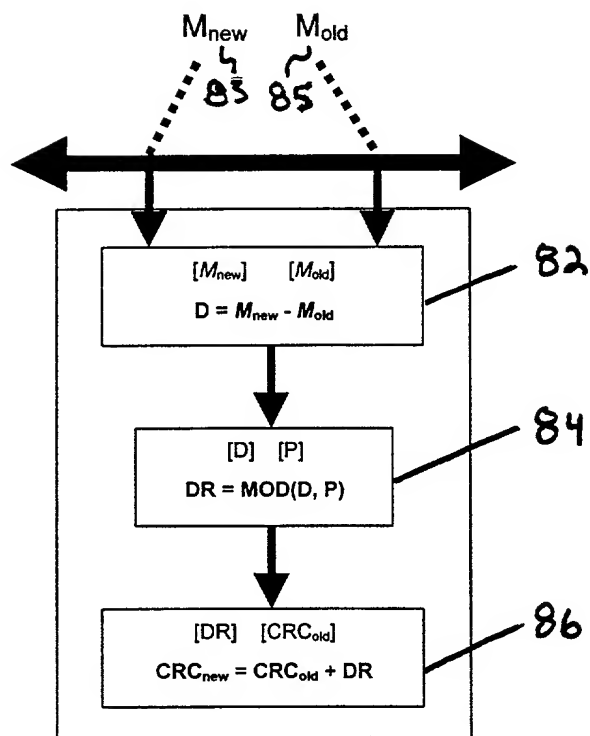 M_new M_old
83 85
[M_new] [M_old]
82
D = M_new - M_old
[D] [P]
84
DR = MOD(D, P)
[DR] [CRC_old]
86
CRC_new = CRC_old + DR